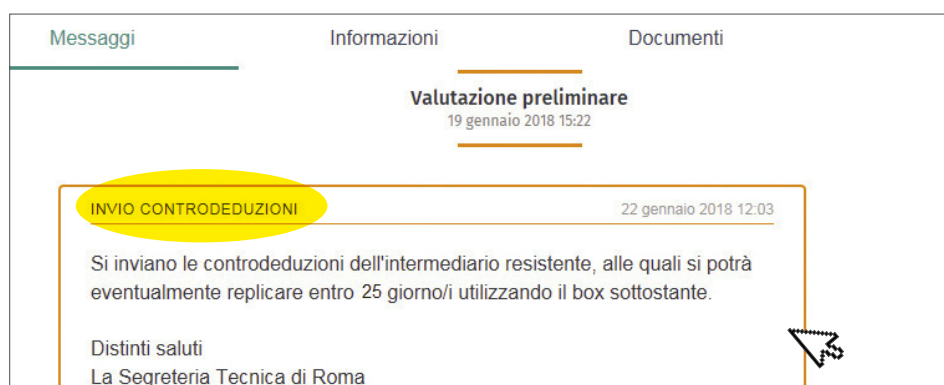 Messaggi Informazioni Documenti
Valutazione preliminare
19 gennaio 2018 15:22
INVIO CONTRODEDUZIONI 22 gennaio 2018 12:03
Si inviano le controdeduzioni dell'intermediario resistente, alle quali si potrà
eventualmente replicare entro 25 giorno/i utilizzando il box sottostante.
Distinti saluti
La Segreteria Tecnica di Roma